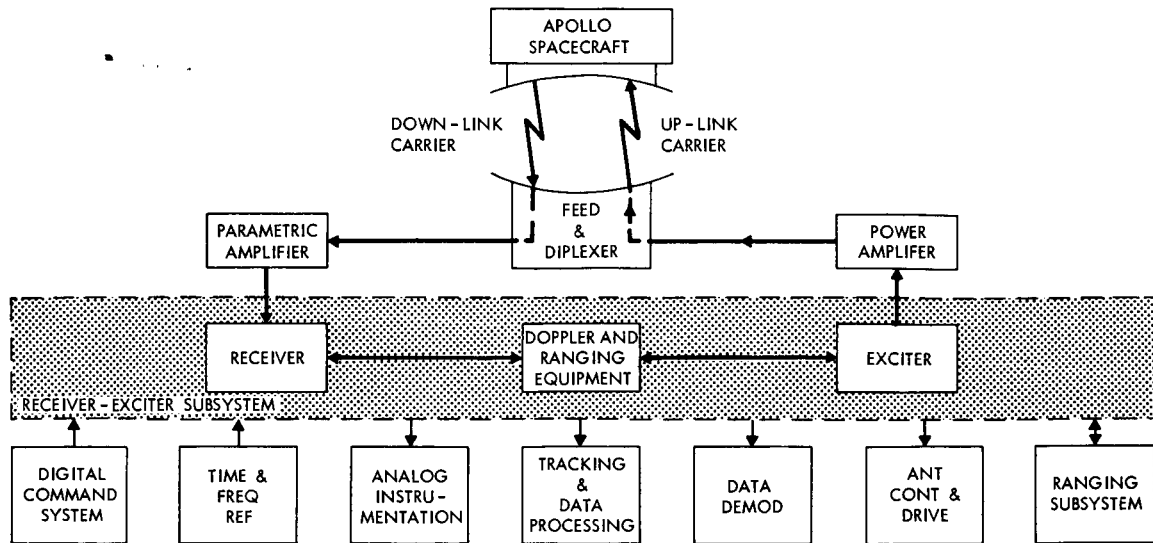 APOLLO
SPACECRAFT
DOWN-LINK
CARRIER
UP-LINK
CARRIER
FEED
&
DIPLEXER
PARAMETRIC
AMPLIFIER
POWER
AMPLIFER
RECEIVER
DOPPLER AND
RANGING
EQUIPMENT
EXCITER
RECEIVER-EXCITER SUBSYSTEM
DIGITAL
COMMAND
SYSTEM
TIME &
FREQ
REF
ANALOG
INSTRU-
MENTATION
TRACKING
&
DATA
PROCESSING
DATA
DEMOD
ANT
CONT &
DRIVE
RANGING
SUBSYSTEM